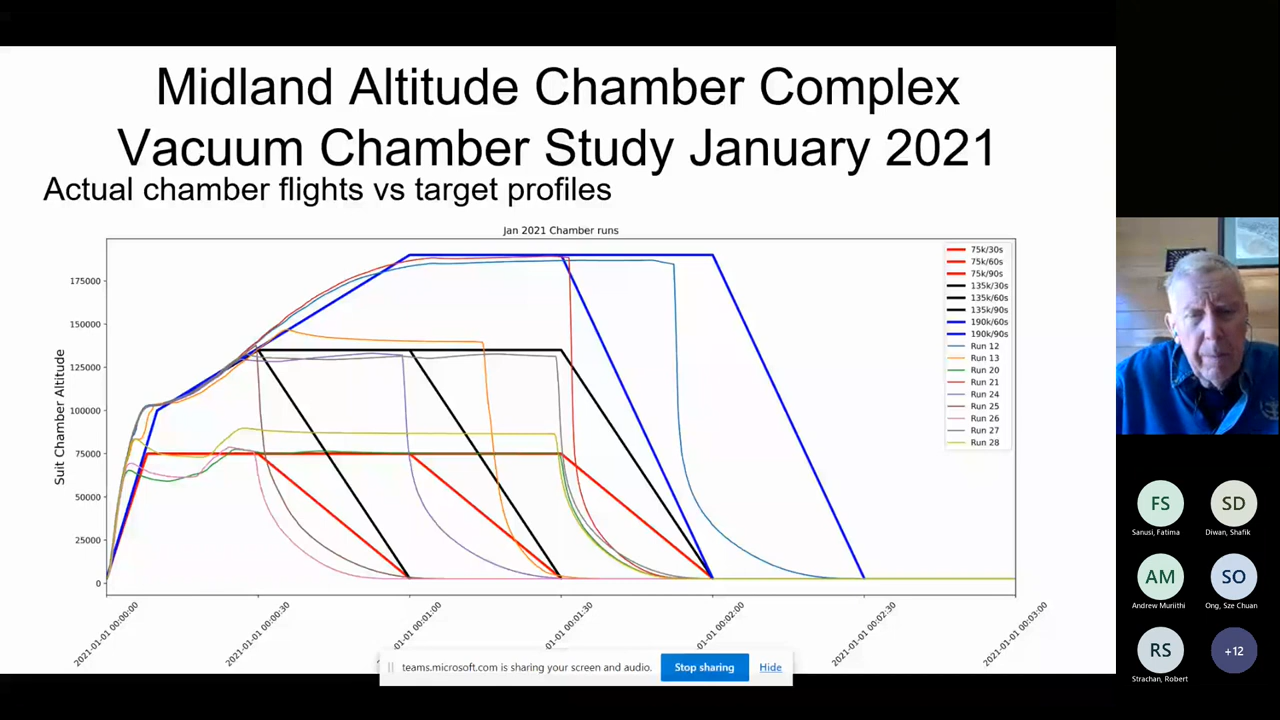 Midland Altitude Chamber Complex
Vacuum Chamber Study January 2021
Actual chamber flights vs target profiles
Jan 2021 Chamber runs
Suit Chamber Altitude
175000
150000
125000
100000
75000
50000
25000
0
75k/30s
75k/60s
75k/90s
135k/30s
135k/60s
135k/90s
190k/60s
190k/90s
Run 12
Run 13
Run 20
Run 21
Run 24
Run 25
Run 26
Run 27
Run 28
2021-01-01 00:00:00
2021-01-01 00:00:30
-01-01 00:01:00
-01 00:01:30
-01-01 00:02:00
2021-01-01 00:02:30
2021-01-01 00:03:00
teams.microsoft.com is sharing your screen and audio.
Stop sharing
Hide
FS
SD
Sanusi, Fatima
Diwan, Shafik
AM
SO
Andrew Muriithi
Ong, Sze Chuan
RS
+12
Strachan, Robert